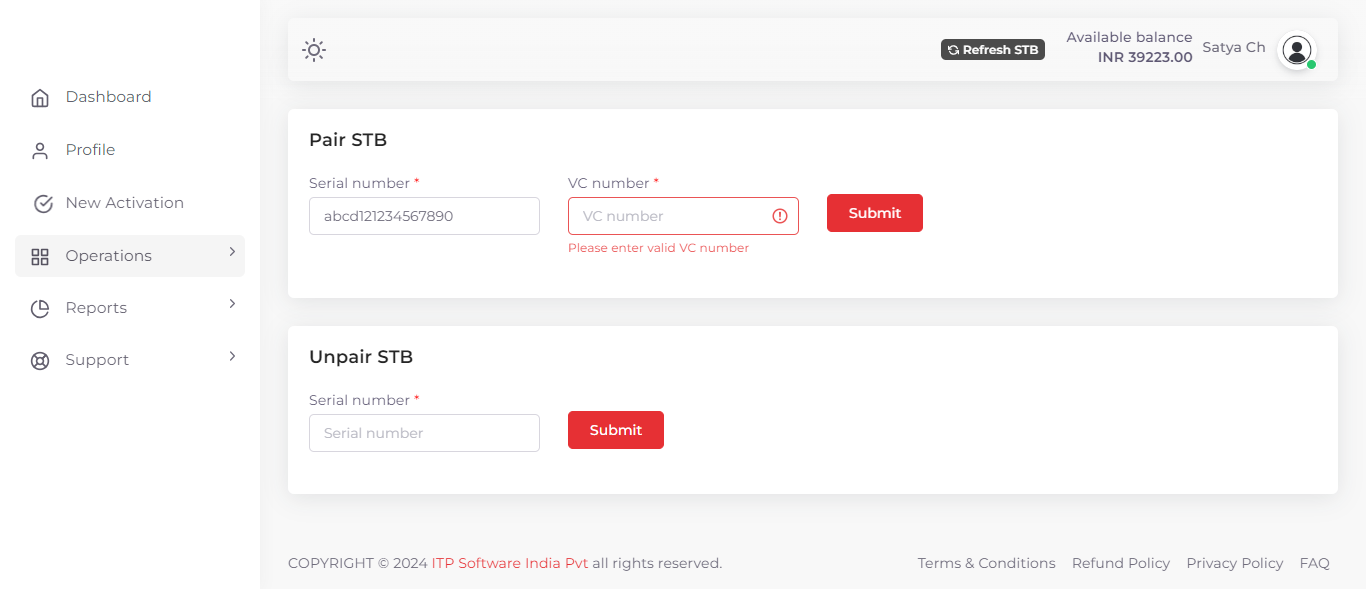 Dashboard
Profile
New Activation
Operations
Reports
Support
Refresh STB
Available balance
INR 39223.00
Satya Ch
Pair STB
Serial number *
abcd121234567890
VC number *
VC number
Please enter valid VC number
Submit
Unpair STB
Serial number *
Serial number
Submit
COPYRIGHT © 2024 ITP Software India Pvt all rights reserved.
Terms & Conditions Refund Policy Privacy Policy FAQ